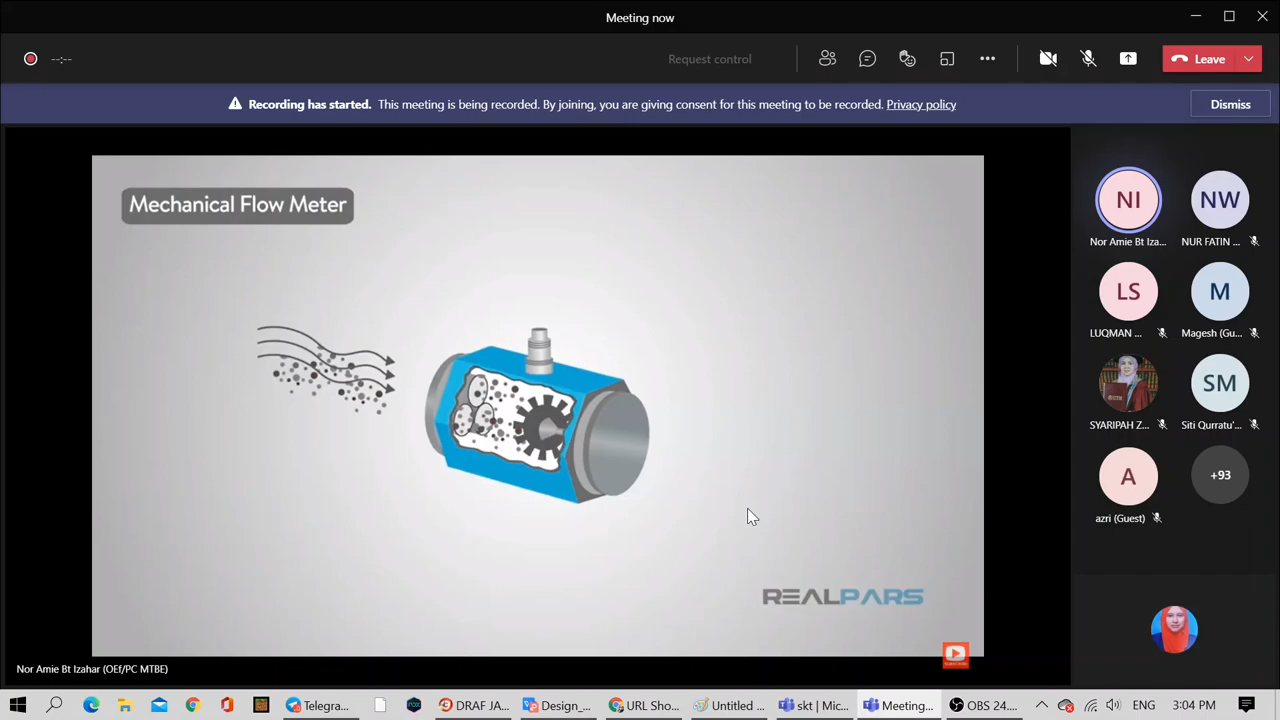 Meeting now
--:--
Request control
Leave
Recording has started. This meeting is being recorded. By joining, you are giving consent for this meeting to be recorded. Privacy policy
Dismiss
Mechanical Flow Meter
REALPARS
NI
NW
Nor Amie Bt Iza...
NUR FATIN ...
LS
M
LUQMAN ...
Magesh (Gu...
SM
SYARIPAH Z...
Siti Qurratu'...
A
+93
azri (Guest)
Nor Amie Bt Izahar (OEf/PC MTBE)
Telegra...
DRAF JA...
Design_...
URL Sho...
Untitled ...
skt | Mic...
Meeting...
OBS 24....
ENG
3:04 PM